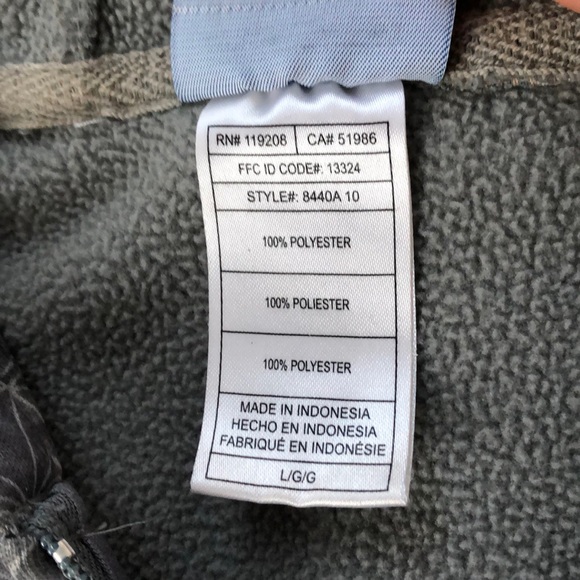 RN# 119208 CA# 51986
FFC ID CODE#: 13324
STYLE#: 8440A 10
100% POLYESTER
100% POLIESTER
100% POLYESTER
MADE IN INDONESIA
HECHO EN INDONESIA
FABRIQUÉ EN INDONÉSIE
L/G/G